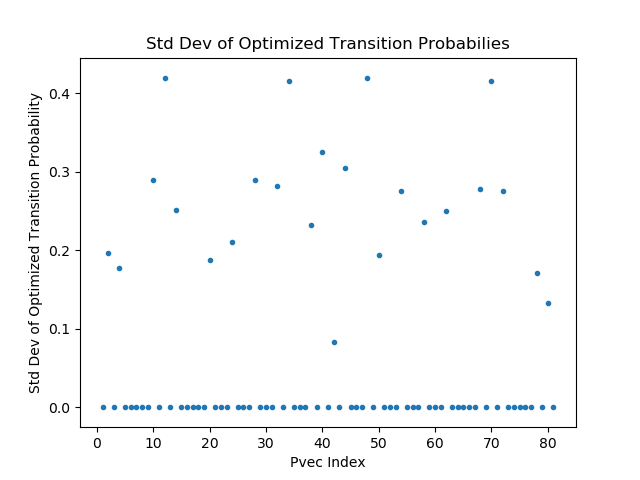 Std Dev of Optimized Transition Probabilies
Std Dev of Optimized Transition Probability
0.4
0.3
0.2
0.1
0.0
0 10 20 30 40 50 60 70 80
Pvec Index